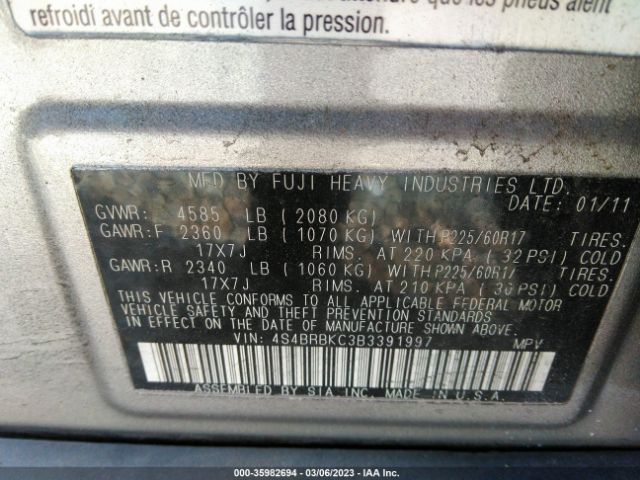 que les pneus aient
refroidi avant de contrôler la pression.
MFD BY FUJI HEAVY INDUSTRIES LTD.
DATE: 01/11
GVWR: 4585 LB ( 2080 KG)
GAWR:F 2360 LB ( 1070 KG) WITH P225/60R17 TIRES.
17X7J RIMS. AT 220 KPA ( 32 PSI) COLD
GAWR:R 2340 LB ( 1060 KG) WITH P225/60R17 TIRES.
17X7J RIMS. AT 210 KPA ( 30 PSI) COLD
THIS VEHICLE CONFORMS TO ALL APPLICABLE FEDERAL MOTOR
VEHICLE SAFETY AND THEFT PREVENTION STANDARDS
IN EFFECT ON THE DATE OF MANUFACTURE SHOWN ABOVE.
VIN: 4S4BRBKC3B3391997 MPV
ASSEMBLED BY SIA INC. MADE IN U.S.A.
000-35982694 - 03/06/2023 - IAA Inc.